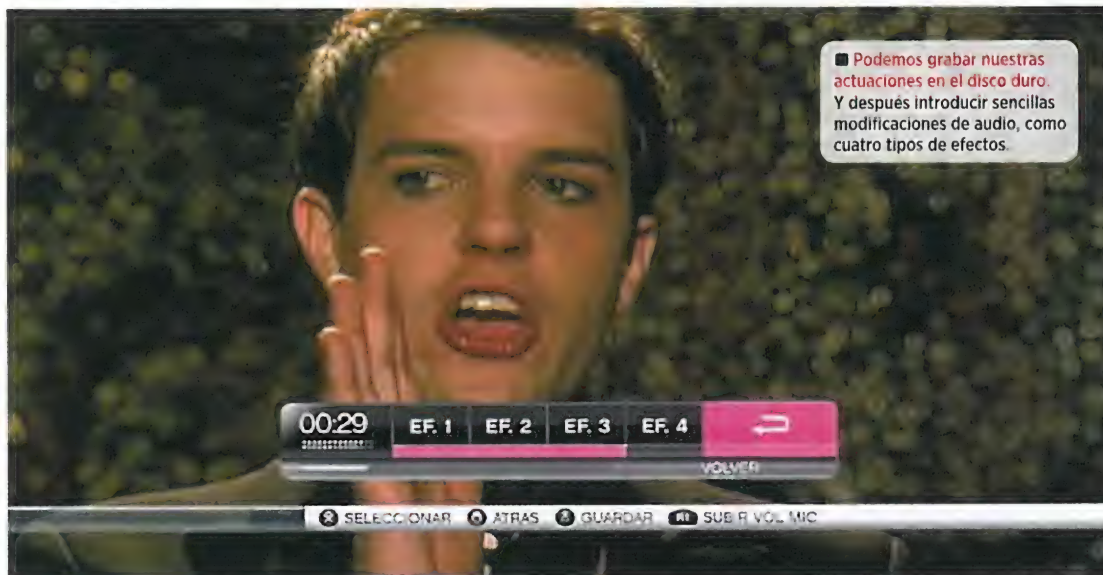 ■ Podemos grabar nuestras
actuaciones en el disco duro.
Y después introducir sencillas
modificaciones de audio, como
cuatro tipos de efectos.
00:29 EF. 1 EF. 2 EF. 3 EF. 4
VOLVER
SELECCIONAR ATRAS GUARDAR R1 SUBIR VOL. MIC